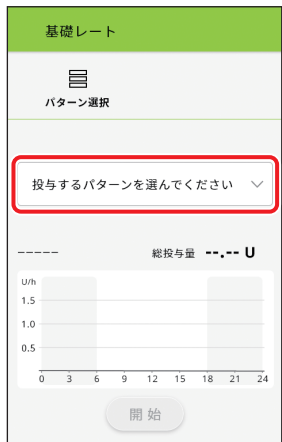 基礎レート
パターン選択
投与するパターンを選んでください
----- 総投与量 --.-- U
U/h
1.5
1.0
0.5
0 3 6 9 12 15 18 21 24
開始